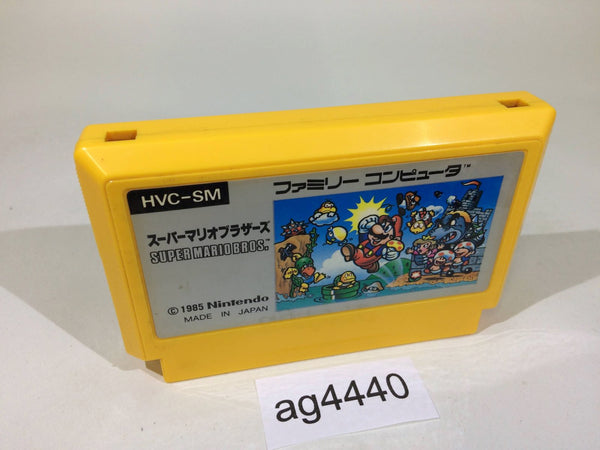 HVC-SM
ファミリー コンピュータ™
スーパーマリオブラザーズ
SUPER MARIO BROS.™
© 1985 Nintendo
MADE IN JAPAN
ag4440